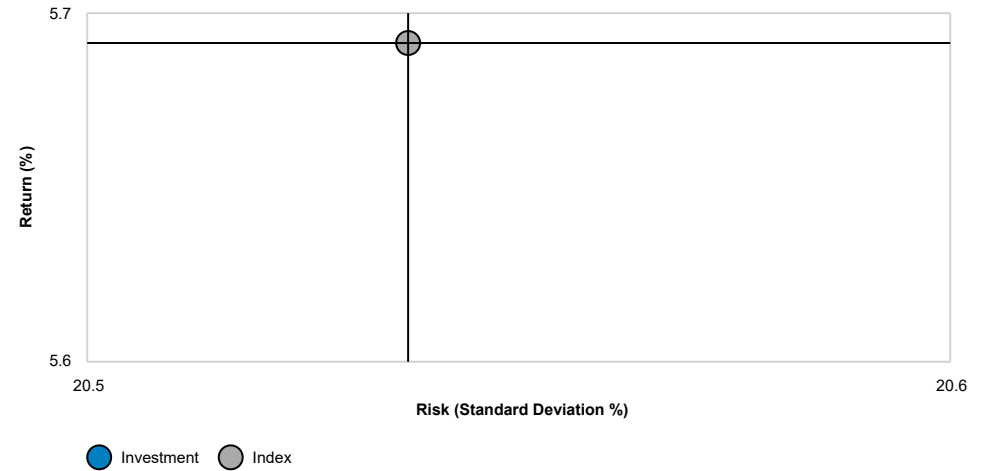 5.7
Return (%)
5.6
20.5
20.6
Risk (Standard Deviation %)
Investment
Index